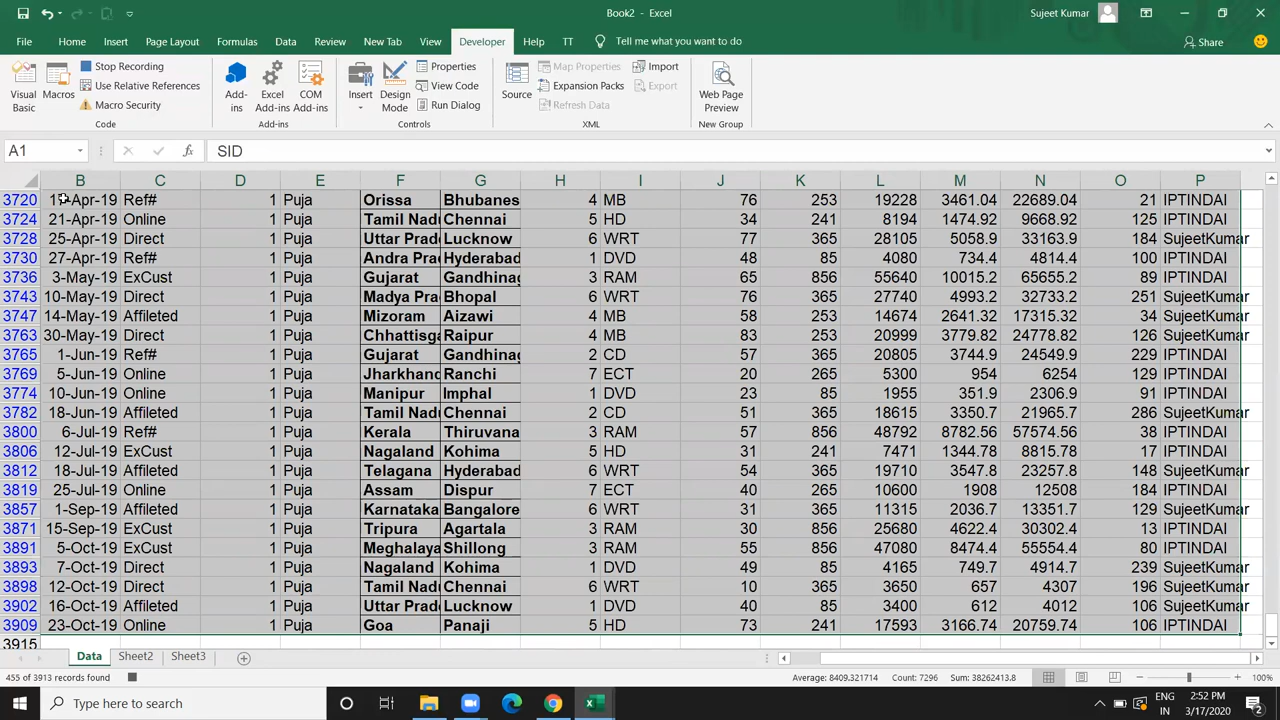 Book2 - Excel
Sujeet Kumar
File Home Insert Page Layout Formulas Data Review New Tab View Developer Help TT Tell me what you want to do Share
Visual Basic
Macros
Stop Recording
Use Relative References
Macro Security
Code
Add-ins
Excel Add-ins
COM Add-ins
Add-ins
Insert
Design Mode
Properties
View Code
Run Dialog
Controls
Source
Map Properties
Expansion Packs
Refresh Data
Import
Export
XML
Web Page Preview
New Group
A1 SID
B C D E F G H I J K L M N O P
3720 -Apr-19 Ref# 1 Puja Orissa Bhubanes 4 MB 76 253 19228 3461.04 22689.04 21 IPTINDAI
3724 21-Apr-19 Online 1 Puja Tamil Nadu Chennai 5 HD 34 241 8194 1474.92 9668.92 125 IPTINDAI
3728 25-Apr-19 Direct 1 Puja Uttar Prade Lucknow 6 WRT 77 365 28105 5058.9 33163.9 184 SujeetKumar
3730 27-Apr-19 Ref# 1 Puja Andra Prad Hyderabad 1 DVD 48 85 4080 734.4 4814.4 100 IPTINDAI
3736 3-May-19 ExCust 1 Puja Gujarat Gandhinag 3 RAM 65 856 55640 10015.2 65655.2 89 IPTINDAI
3743 10-May-19 Direct 1 Puja Madya Pra Bhopal 6 WRT 76 365 27740 4993.2 32733.2 251 SujeetKumar
3747 14-May-19 Affileted 1 Puja Mizoram Aizawi 4 MB 58 253 14674 2641.32 17315.32 34 SujeetKumar
3763 30-May-19 Direct 1 Puja Chhattisga Raipur 4 MB 83 253 20999 3779.82 24778.82 126 SujeetKumar
3765 1-Jun-19 Ref# 1 Puja Gujarat Gandhinag 2 CD 57 365 20805 3744.9 24549.9 229 IPTINDAI
3769 5-Jun-19 Online 1 Puja Jharkhand Ranchi 7 ECT 20 265 5300 954 6254 129 IPTINDAI
3774 10-Jun-19 Online 1 Puja Manipur Imphal 1 DVD 23 85 1955 351.9 2306.9 91 IPTINDAI
3782 18-Jun-19 Affileted 1 Puja Tamil Nadu Chennai 2 CD 51 365 18615 3350.7 21965.7 286 SujeetKumar
3800 6-Jul-19 Ref# 1 Puja Kerala Thiruvana 3 RAM 57 856 48792 8782.56 57574.56 38 IPTINDAI
3806 12-Jul-19 ExCust 1 Puja Nagaland Kohima 5 HD 31 241 7471 1344.78 8815.78 17 IPTINDAI
3812 18-Jul-19 Affileted 1 Puja Telagana Hyderabad 6 WRT 54 365 19710 3547.8 23257.8 148 SujeetKumar
3819 25-Jul-19 Online 1 Puja Assam Dispur 7 ECT 40 265 10600 1908 12508 184 IPTINDAI
3857 1-Sep-19 Affileted 1 Puja Karnataka Bangalore 6 WRT 31 365 11315 2036.7 13351.7 129 SujeetKumar
3871 15-Sep-19 ExCust 1 Puja Tripura Agartala 3 RAM 30 856 25680 4622.4 30302.4 13 IPTINDAI
3891 5-Oct-19 ExCust 1 Puja Meghalaya Shillong 3 RAM 55 856 47080 8474.4 55554.4 80 IPTINDAI
3893 7-Oct-19 Direct 1 Puja Nagaland Kohima 1 DVD 49 85 4165 749.7 4914.7 239 SujeetKumar
3898 12-Oct-19 Direct 1 Puja Tamil Nadu Chennai 6 WRT 10 365 3650 657 4307 196 SujeetKumar
3902 16-Oct-19 Affileted 1 Puja Uttar Prade Lucknow 1 DVD 40 85 3400 612 4012 106 SujeetKumar
3909 23-Oct-19 Online 1 Puja Goa Panaji 5 HD 73 241 17593 3166.74 20759.74 106 IPTINDAI
3915
Data Sheet2 Sheet3
455 of 3913 records found Average: 8409.321714 Count: 7296 Sum: 38262413.8 100%
Type here to search
ENG IN
2:52 PM
3/17/2020
2